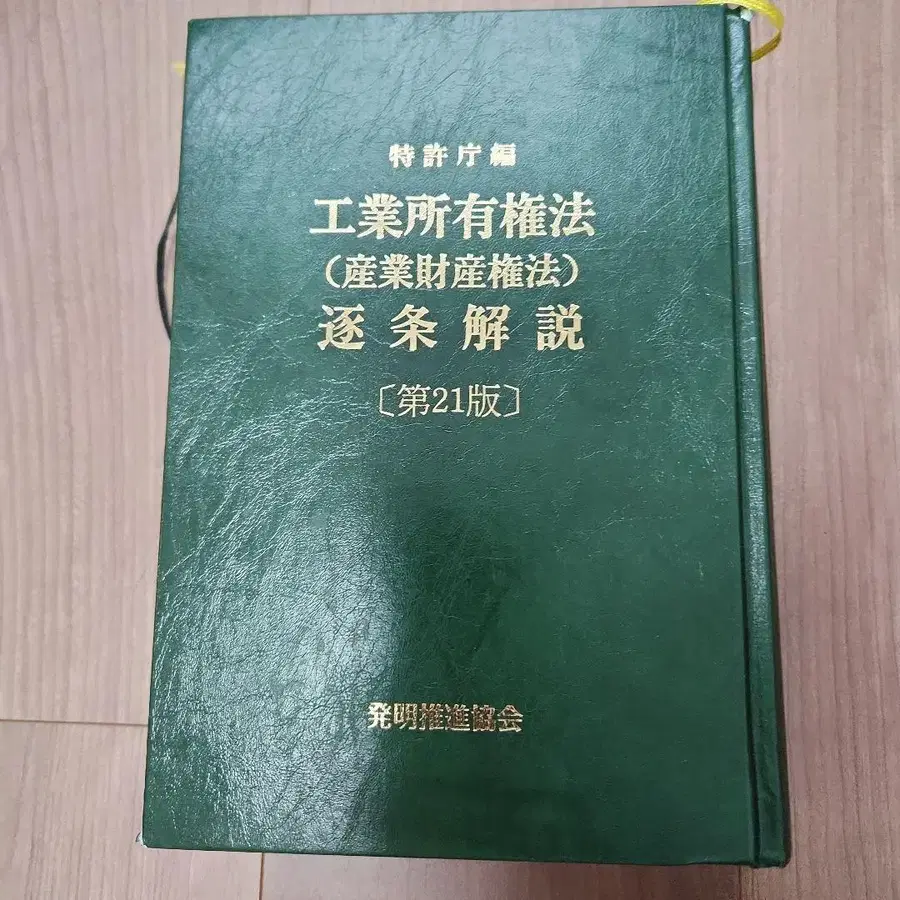 特許庁編
工業所有権法
(産業財産権法)
逐条解説
〔第21版〕
発明推進協会